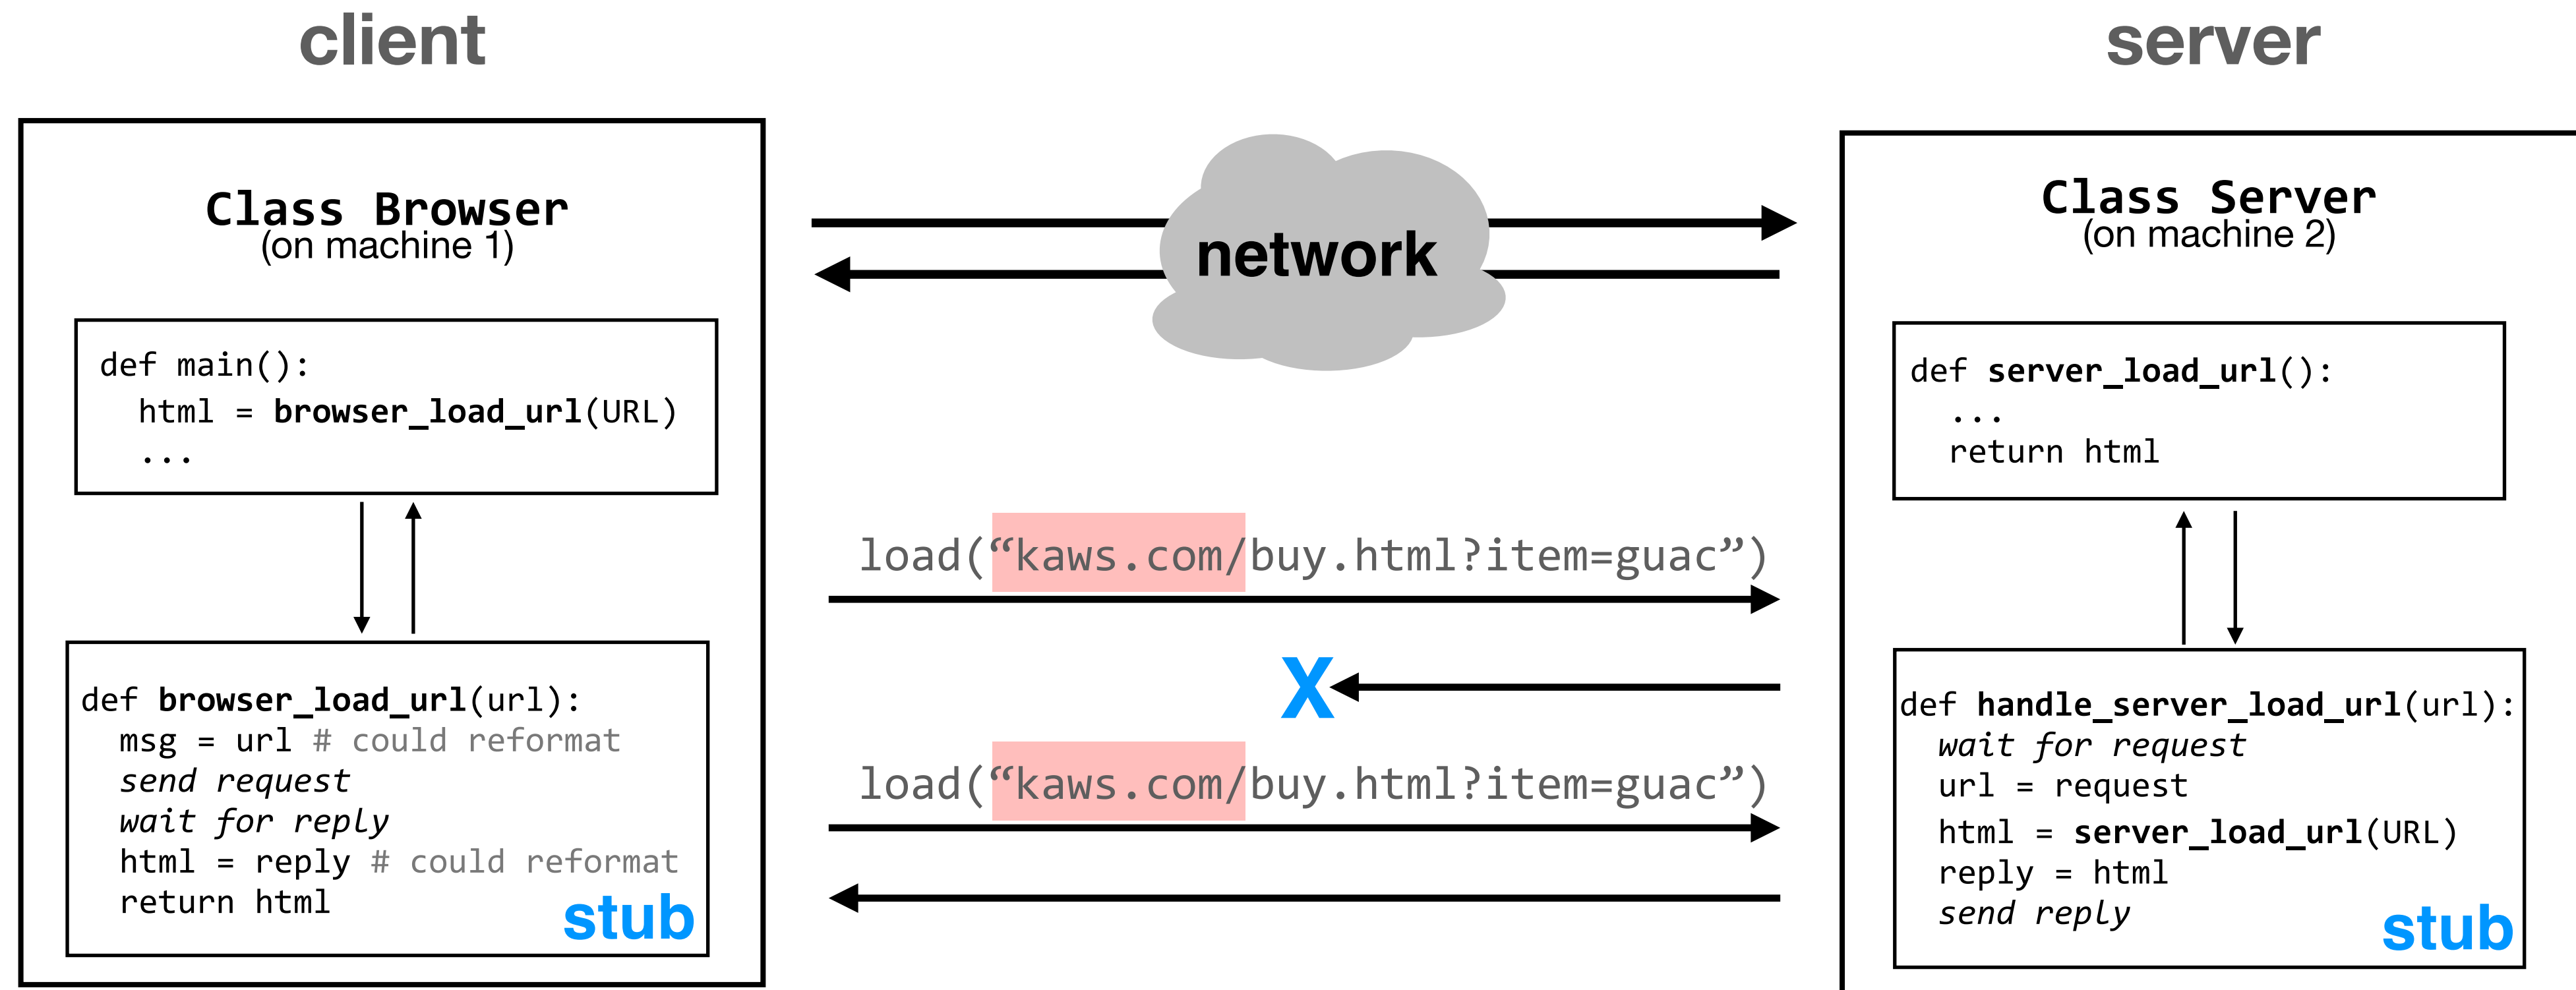 client
server
Class Browser
(on machine 1)
def main():
html = browser_load_url(URL)
...
def browser_load_url(url):
msg = url # could reformat
send request
wait for reply
html = reply # could reformat
return html
stub
network
load(“kaws.com/buy.html?item=guac”)
X
load(“kaws.com/buy.html?item=guac”)
Class Server
(on machine 2)
def server_load_url():
...
return html
def handle_server_load_url(url):
wait for request
url = request
html = server_load_url(URL)
reply = html
send reply
stub